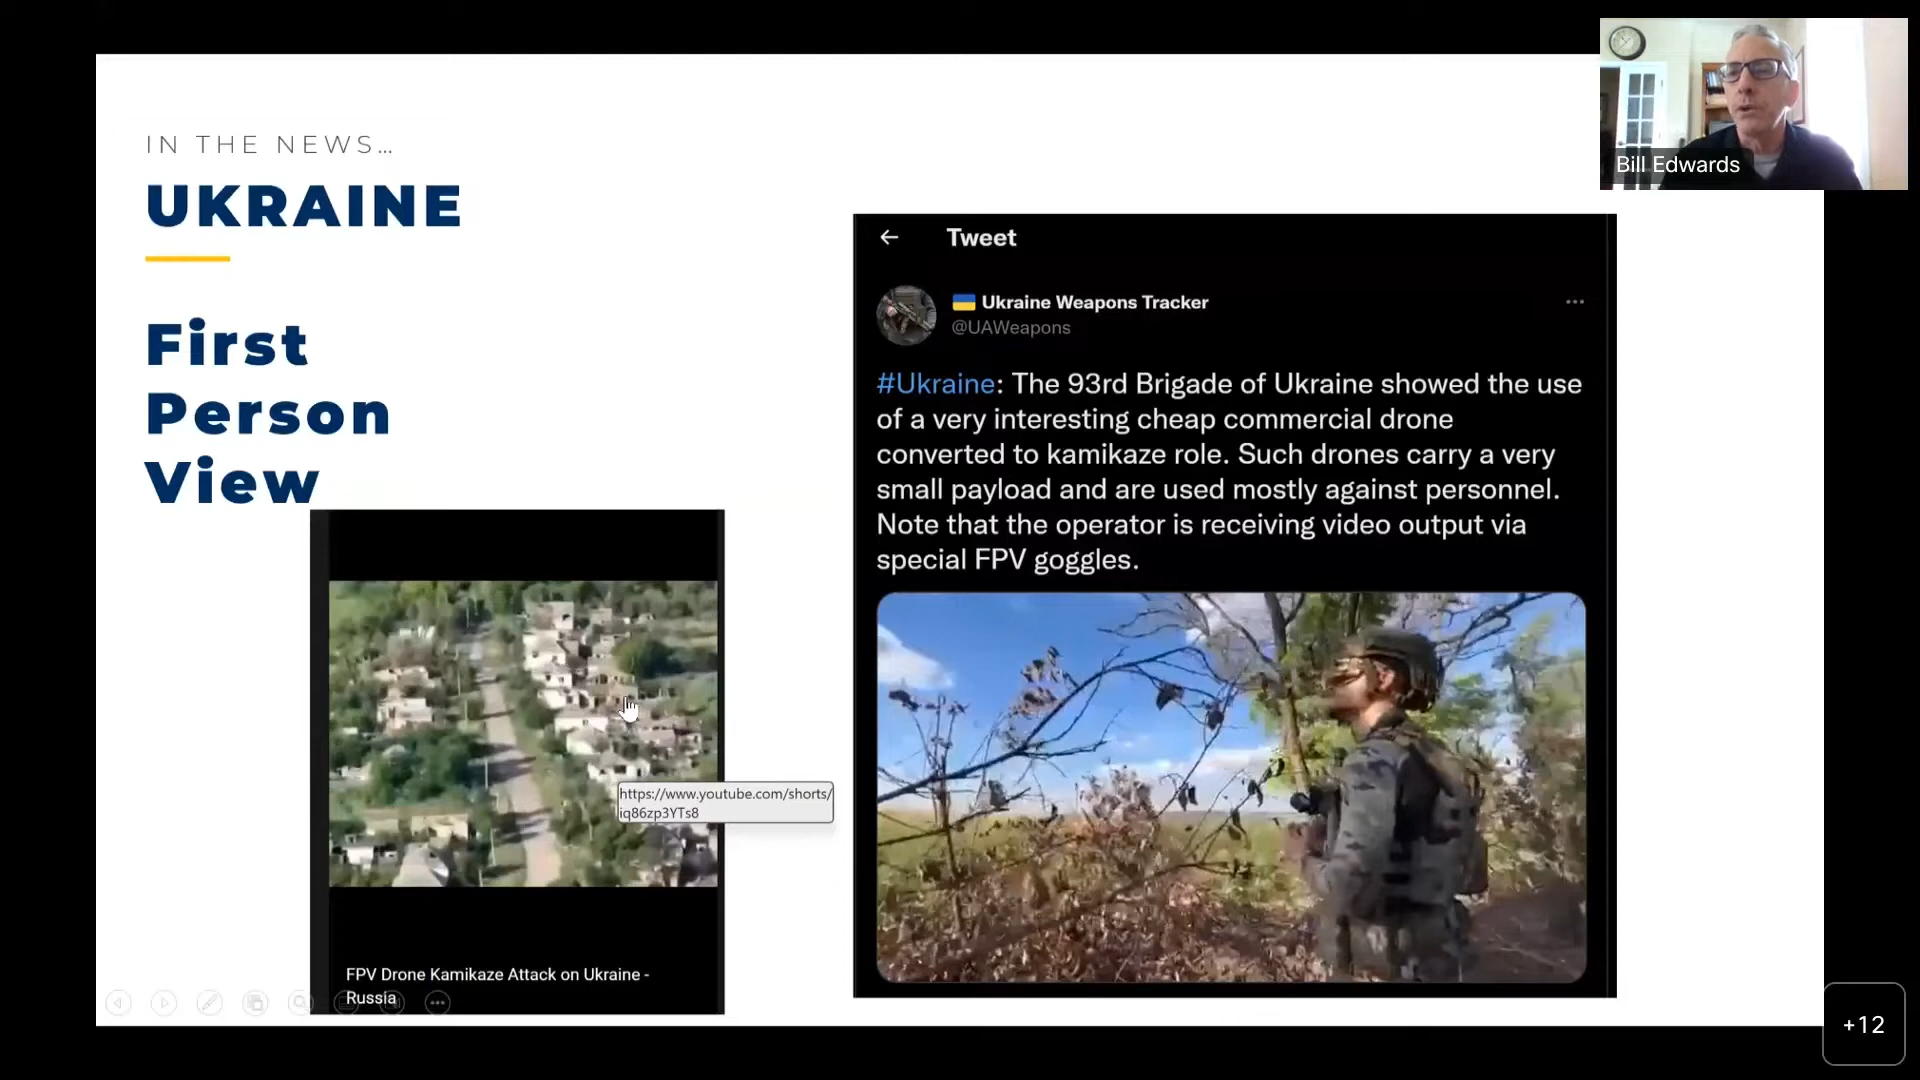 IN THE NEWS…
UKRAINE
First
Person
View
Bill Edwards
Tweet
Ukraine Weapons Tracker
@UAWeapons
#Ukraine: The 93rd Brigade of Ukraine showed the use
of a very interesting cheap commercial drone
converted to kamikaze role. Such drones carry a very
small payload and are used mostly against personnel.
Note that the operator is receiving video output via
special FPV goggles.
https://www.youtube.com/shorts/
iq86zp3YTs8
FPV Drone Kamikaze Attack on Ukraine -
Russia
+12